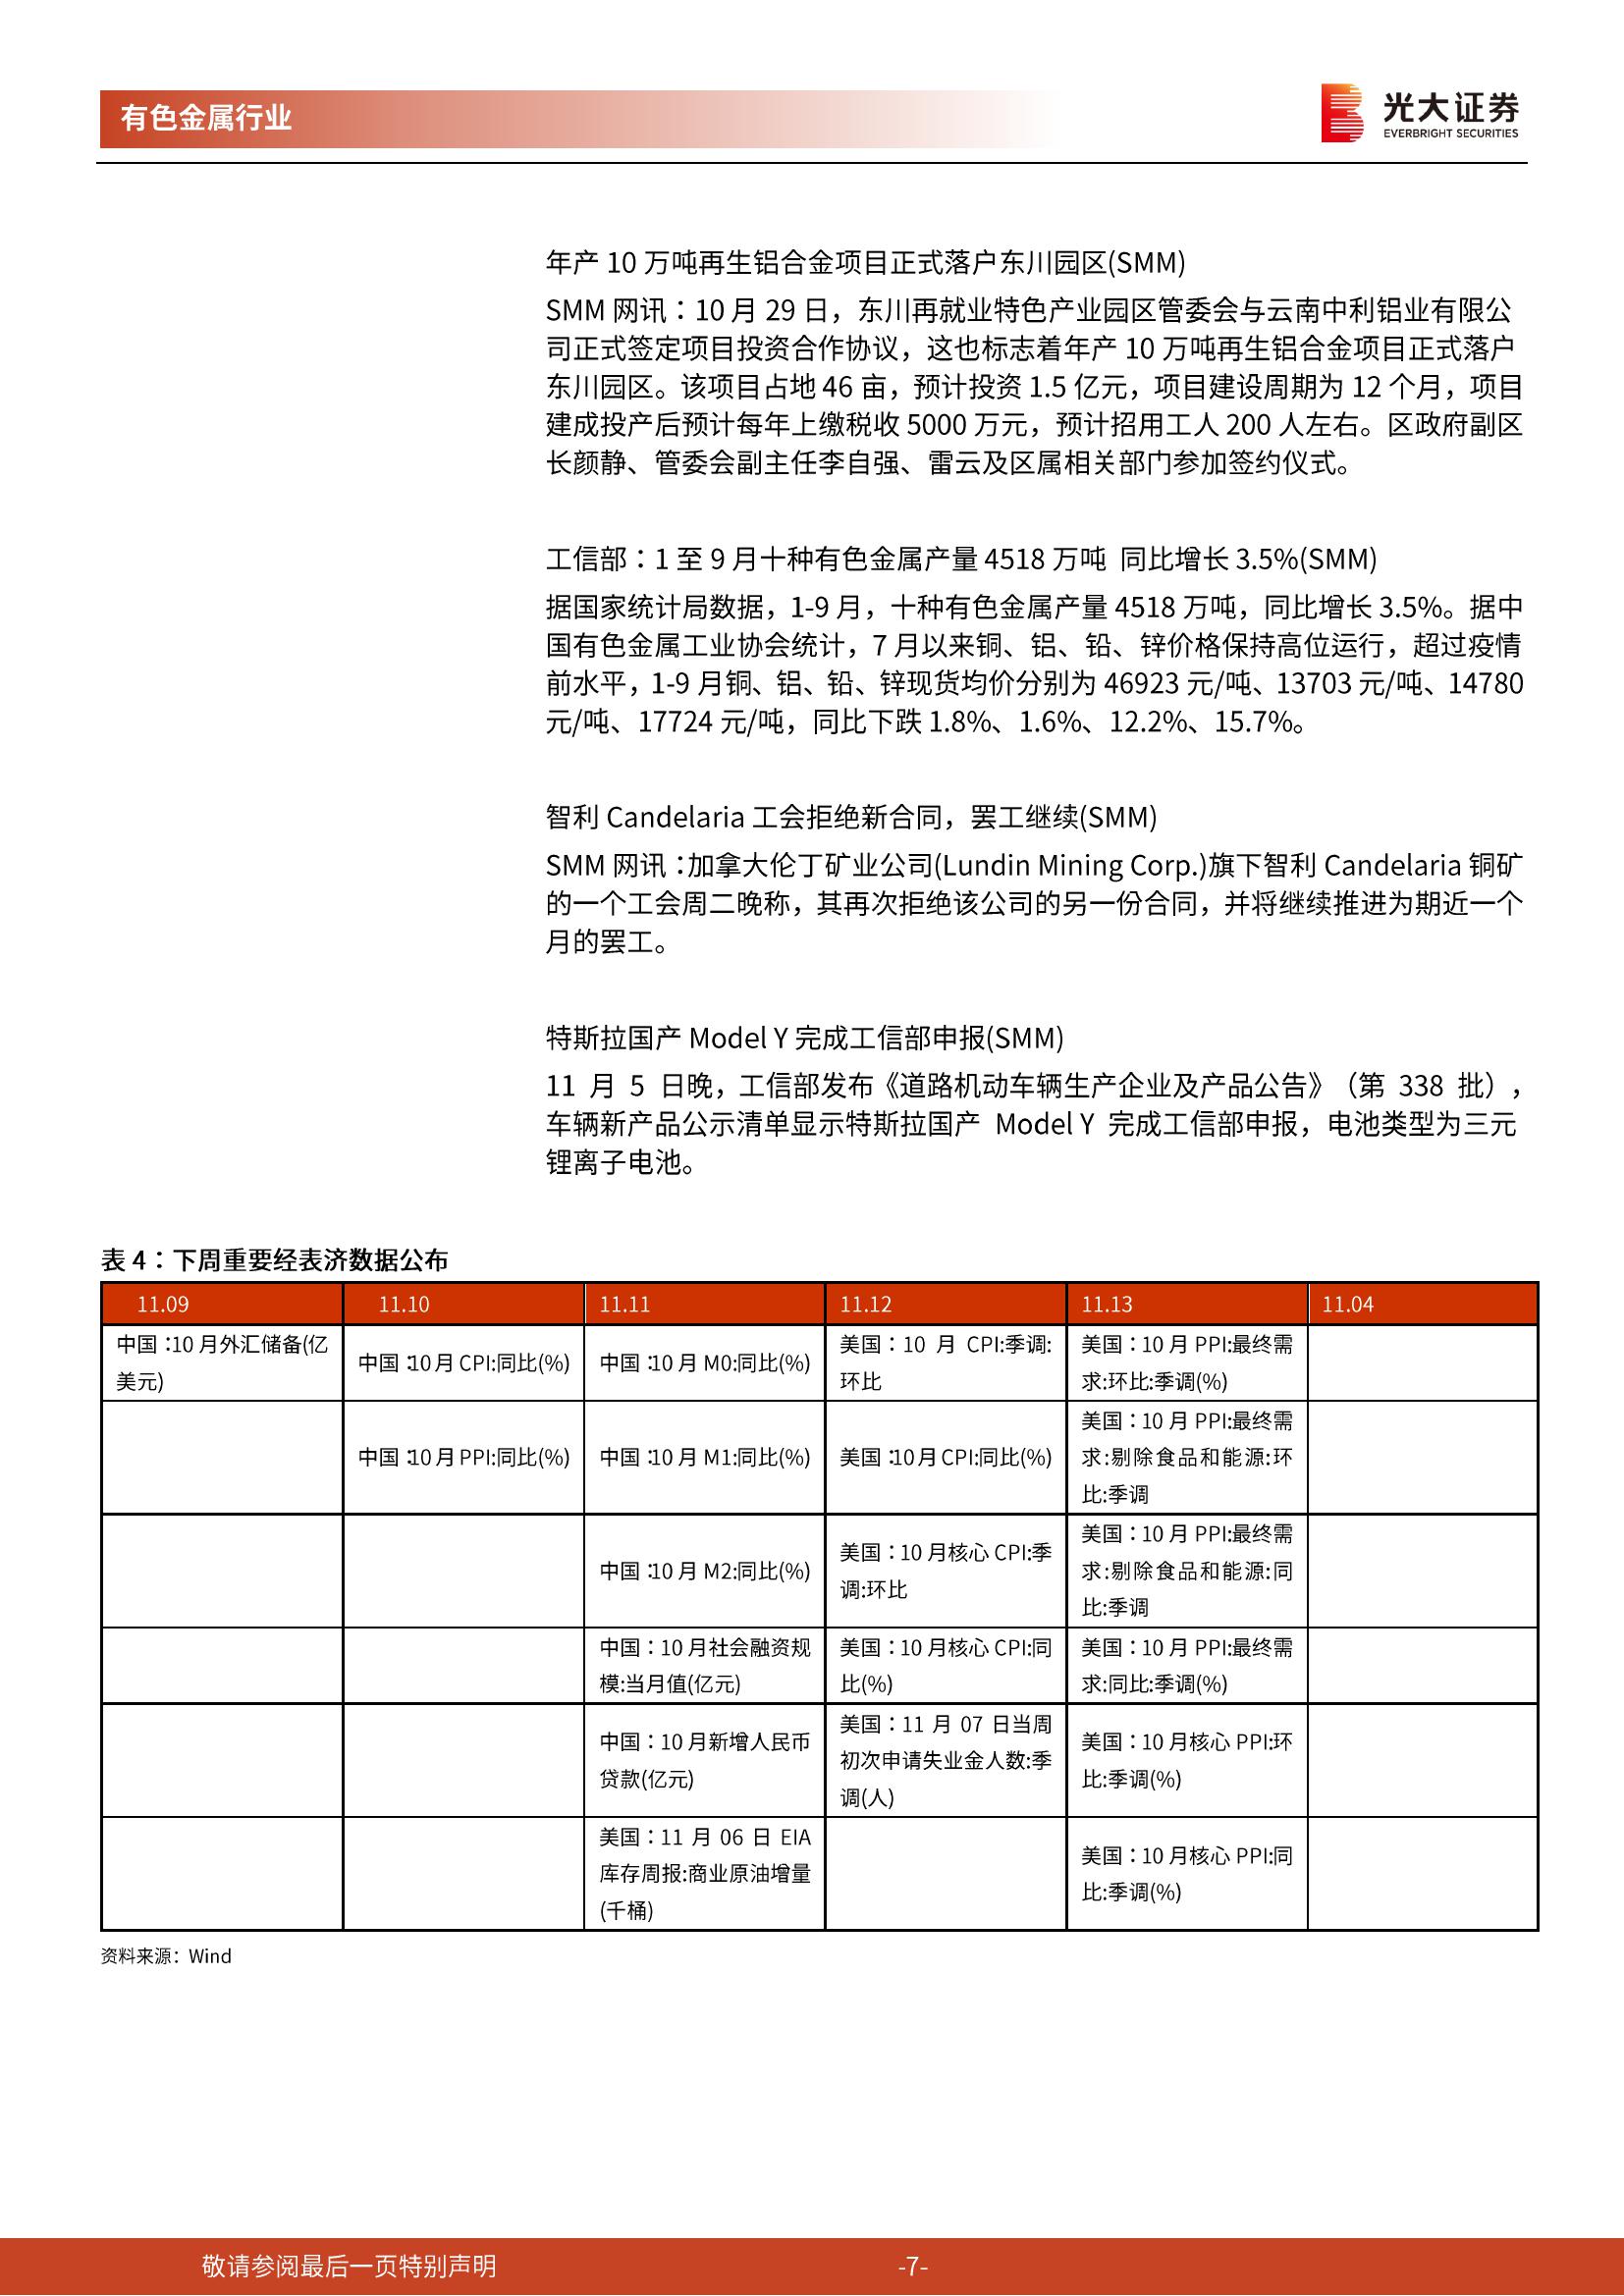 有色金属行业
光大证券
EVERBRIGHT SECURITIES
年产 10 万吨再生铝合金项目正式落户东川园区(SMM)
SMM 网讯：10 月 29 日，东川再就业特色产业园区管委会与云南中利铝业有限公
司正式签定项目投资合作协议，这也标志着年产 10 万吨再生铝合金项目正式落户
东川园区。该项目占地 46 亩，预计投资 1.5 亿元，项目建设周期为 12 个月，项目
建成投产后预计每年上缴税收 5000 万元，预计招用工人 200 人左右。区政府副区
长颜静、管委会副主任李自强、雷云及区属相关部门参加签约仪式。
工信部：1 至 9 月十种有色金属产量 4518 万吨 同比增长 3.5%(SMM)
据国家统计局数据，1-9 月，十种有色金属产量 4518 万吨，同比增长 3.5%。据中
国有色金属工业协会统计，7 月以来铜、铝、铅、锌价格保持高位运行，超过疫情
前水平，1-9 月铜、铝、铅、锌现货均价分别为 46923 元/吨、13703 元/吨、14780
元/吨、17724 元/吨，同比下跌 1.8%、1.6%、12.2%、15.7%。
智利 Candelaria 工会拒绝新合同，罢工继续(SMM)
SMM 网讯：加拿大伦丁矿业公司(Lundin Mining Corp.)旗下智利 Candelaria 铜矿
的一个工会周二晚称，其再次拒绝该公司的另一份合同，并将继续推进为期近一个
月的罢工。
特斯拉国产 Model Y 完成工信部申报(SMM)
11 月 5 日晚，工信部发布《道路机动车辆生产企业及产品公告》（第 338 批），
车辆新产品公示清单显示特斯拉国产 Model Y 完成工信部申报，电池类型为三元
锂离子电池。
表 4：下周重要经表济数据公布
11.09 11.10 11.11 11.12 11.13 11.04
中国：10 月外汇储备(亿
美元)
中国：10 月 CPI:同比(%)
中国：10 月 M0:同比(%)
美国：10 月 CPI:季调:
环比
美国：10 月 PPI:最终需
求:环比:季调(%)
中国：10 月 PPI:同比(%)
中国：10 月 M1:同比(%)
美国：10 月 CPI:同比(%)
美国：10 月 PPI:最终需
求:剔除食品和能源:环
比:季调
中国：10 月 M2:同比(%)
美国：10 月核心 CPI:季
调:环比
美国：10 月 PPI:最终需
求:剔除食品和能源:同
比:季调
中国：10 月社会融资规
模:当月值(亿元)
美国：10 月核心 CPI:同
比(%)
美国：10 月 PPI:最终需
求:同比:季调(%)
中国：10 月新增人民币
贷款(亿元)
美国：11 月 07 日当周
初次申请失业金人数:季
调(人)
美国：10 月核心 PPI:环
比:季调(%)
美国：11 月 06 日 EIA
库存周报:商业原油增量
(千桶)
美国：10 月核心 PPI:同
比:季调(%)
资料来源：Wind
敬请参阅最后一页特别声明
-7-